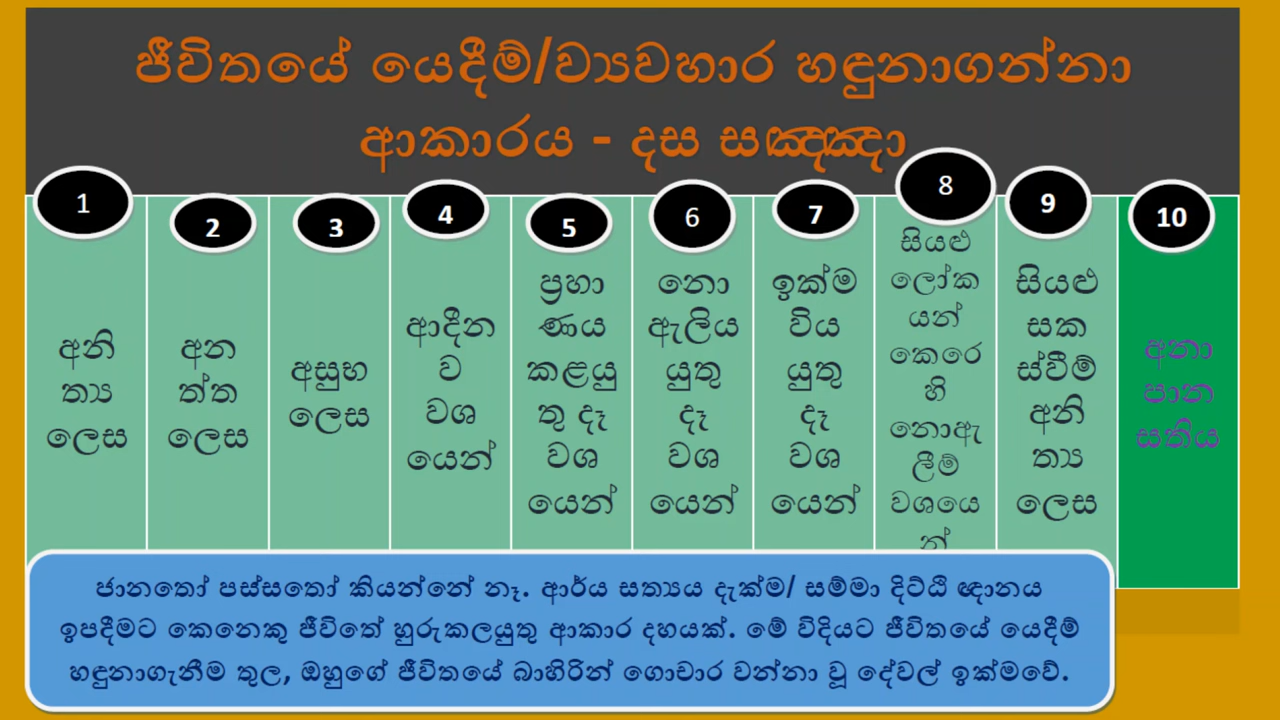 ජීවිතයේ යෙදීම්/ව්‍යවහාර හඳුනාගන්නා
ආකාරය - දස සඤ්ඤා
1
අනි
ත්‍ය
ලෙස
2
අන
ත්ත
ලෙස
3
අසුභ
ලෙස
4
ආදීන
ව
වශ
යෙන්
5
ප්‍රහා
ණය
කළයු
තු දෑ
වශ
යෙන්
6
නො
ඇලිය
යුතු
දෑ
වශ
යෙන්
7
ඉක්ම
විය
යුතු
දෑ
වශ
යෙන්
8
සියළු
ලෝක
යන්
කෙරෙ
හි
නොඇ
ලීම්
වශයෙ
න්
9
සියළු
සක
ස්වීම්
අනි
ත්‍ය
ලෙස
10
අනා
පාන
සතිය
ජානතෝ පස්සතෝ කියන්නේ නෑ. ආර්ය සත්‍යය දැක්ම/ සම්මා දිට්ඨි ඥානය
ඉපදීමට කෙනෙකු ජීවිතේ හුරුකලයුතු ආකාර දහයක්. මේ විදියට ජීවිතයේ යෙදීම්
හඳුනාගැනීම තුල, ඔහුගේ ජීවිතයේ බාහිරින් ගොචාර වන්නා වූ දේවල් ඉක්මවේ.